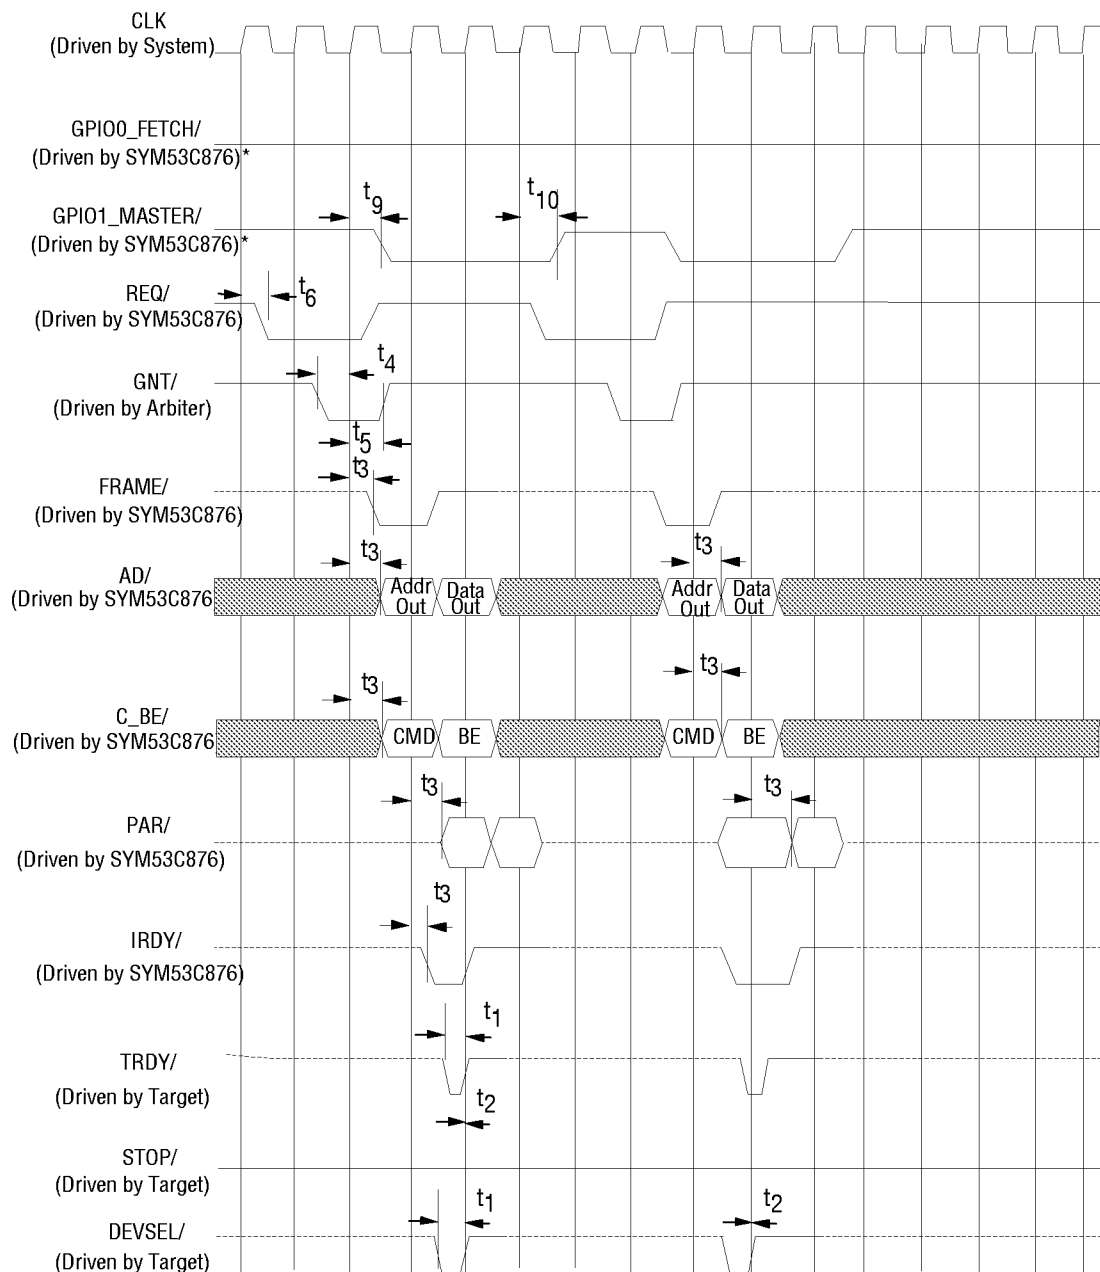 CLK
(Driven by System)
GPIO0_FETCH/
(Driven by SYM53C876)*
t9
t10
GPIO1_MASTER/
(Driven by SYM53C876)*
REQ/
t6
(Driven by SYM53C876)
t4
GNT/
(Driven by Arbiter)
t5
t3
FRAME/
(Driven by SYM53C876)
t3
t3
AD/
(Driven by SYM53C876
Addr
Out
Data
Out
Addr
Out
Data
Out
t3
t3
C_BE/
(Driven by SYM53C876
CMD
BE
CMD
BE
t3
t3
PAR/
(Driven by SYM53C876)
t3
IRDY/
(Driven by SYM53C876)
t1
TRDY/
(Driven by Target)
t2
STOP/
(Driven by Target)
t1
t2
DEVSEL/
(Driven by Target)